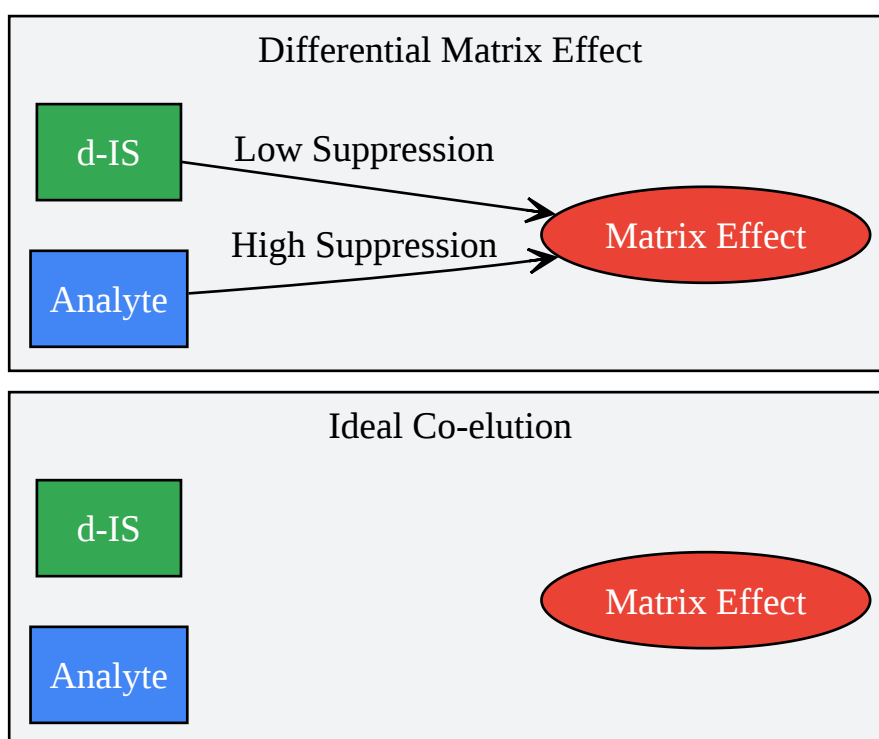 Differential Matrix Effect
d-IS
Low Suppression
Matrix Effect
High Suppression
Analyte
Ideal Co-elution
d-IS
Matrix Effect
Analyte